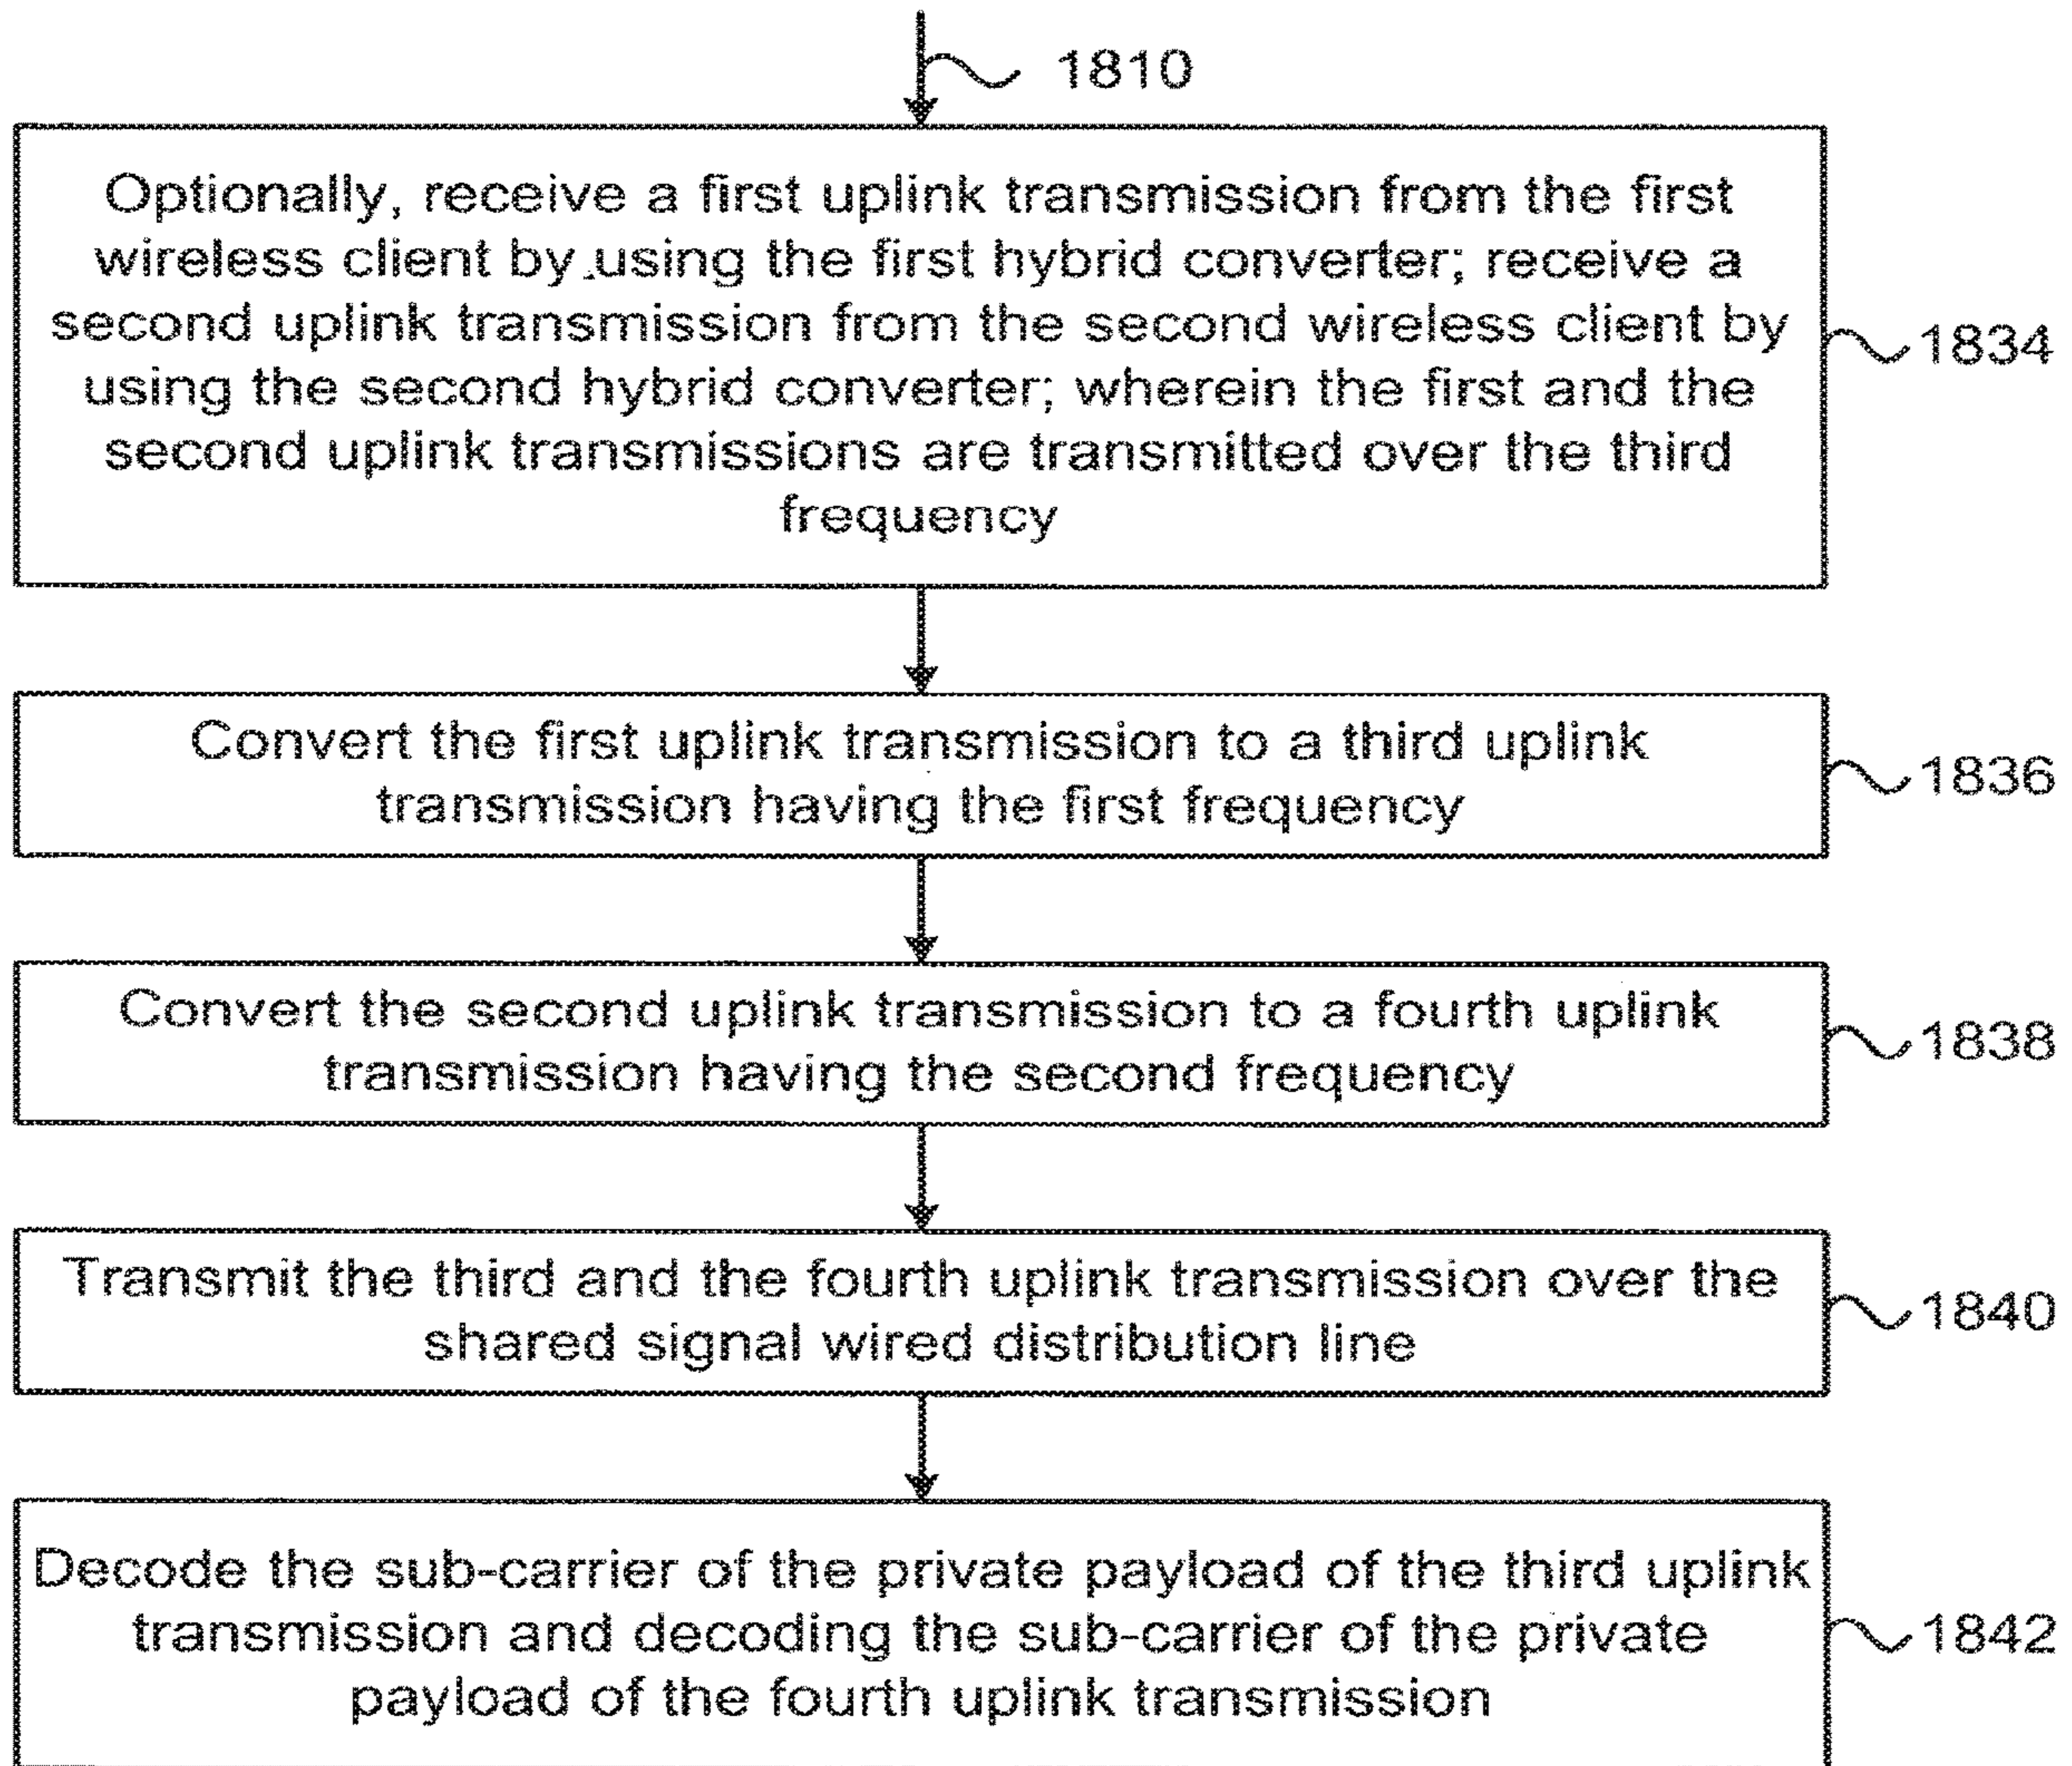 1810
Optionally, receive a first uplink transmission from the first
wireless client by using the first hybrid converter; receive a
second uplink transmission from the second wireless client by
using the second hybrid converter; wherein the first and the
second uplink transmissions are transmitted over the third
frequency
1834
Convert the first uplink transmission to a third uplink
transmission having the first frequency
1836
Convert the second uplink transmission to a fourth uplink
transmission having the second frequency
1838
Transmit the third and the fourth uplink transmission over the
shared signal wired distribution line
1840
Decode the sub-carrier of the private payload of the third uplink
transmission and decoding the sub-carrier of the private
payload of the fourth uplink transmission
1842